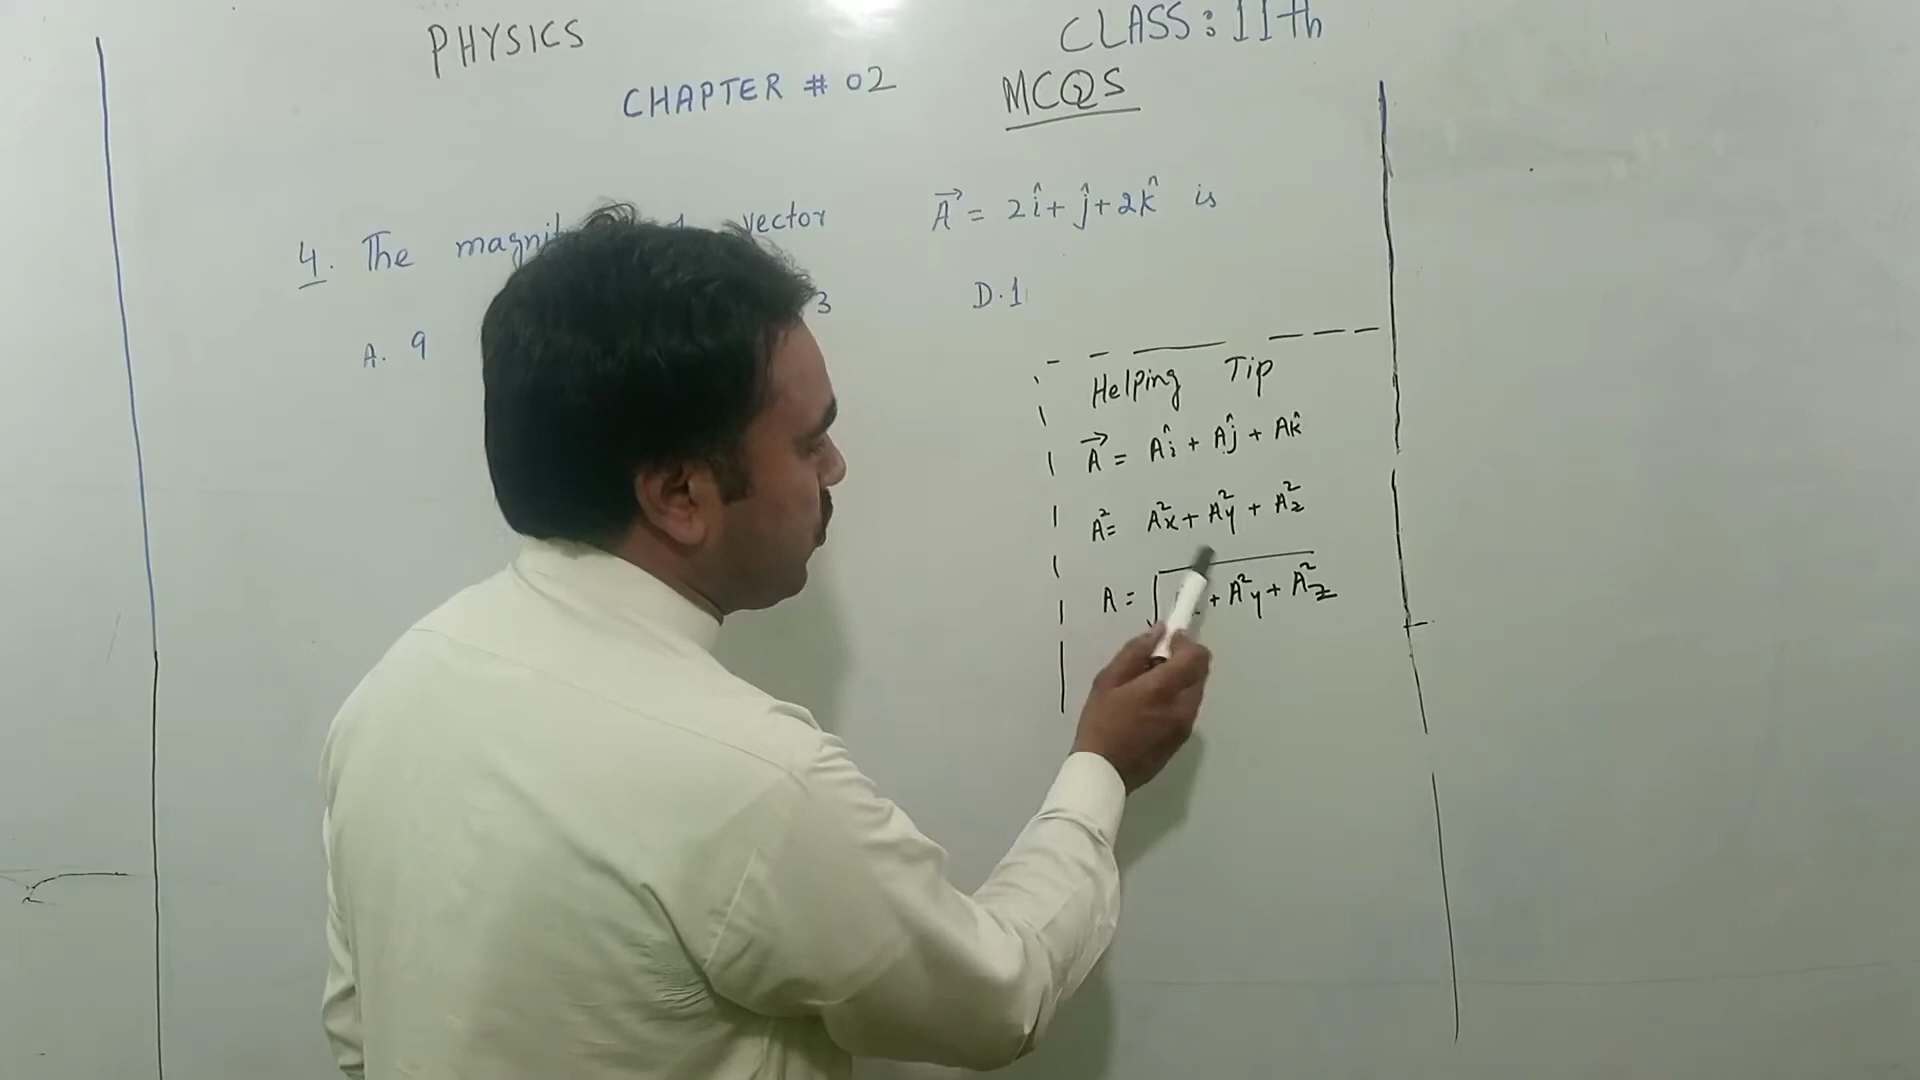 PHYSICS
CLASS: 11th
CHAPTER # 02
MCQS
4. The vector A⃗ = 2î + ĵ + 2k̂ is
A. 9 3 D. 1
Helping Tip
A⃗ = Aî + Aĵ + Ak̂
A² = A²x + A²y + A²z
A = √ + A²y + A²z